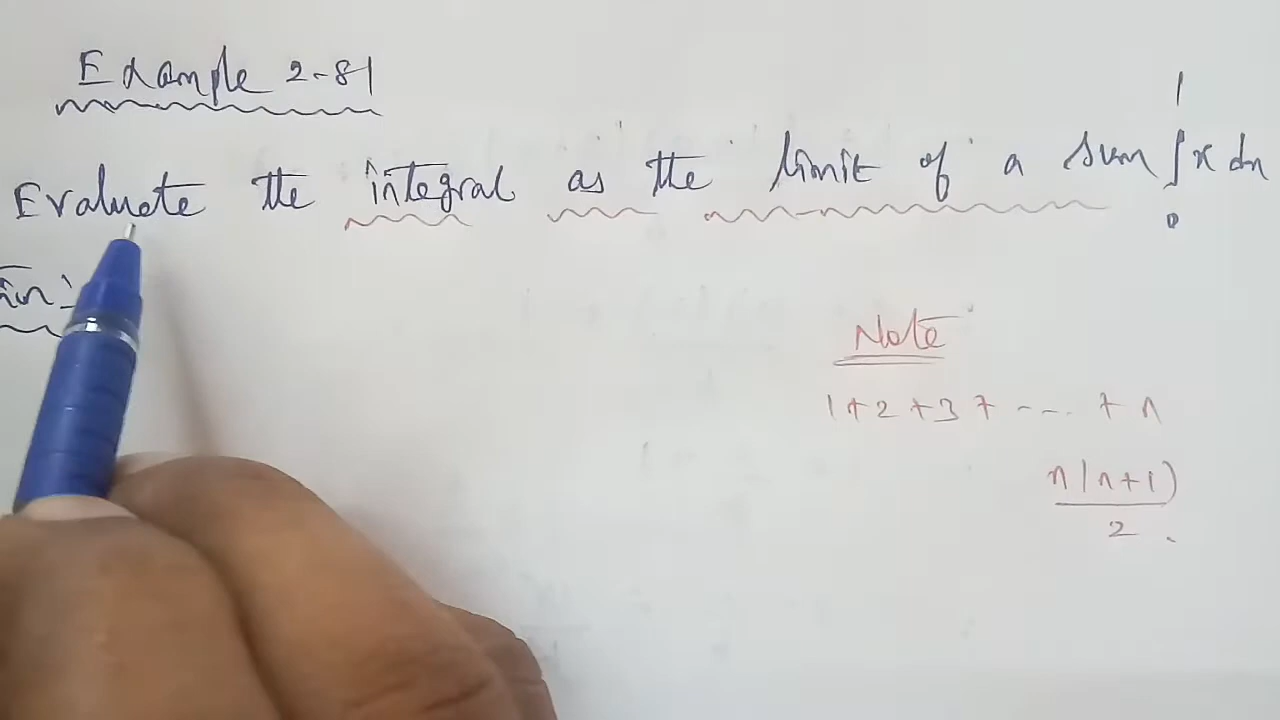 Example 2-81
Evaluate the integral as the limit of a sum ∫₀¹ x dx
Note
1+2+3+ --- + n
n(n+1)
2